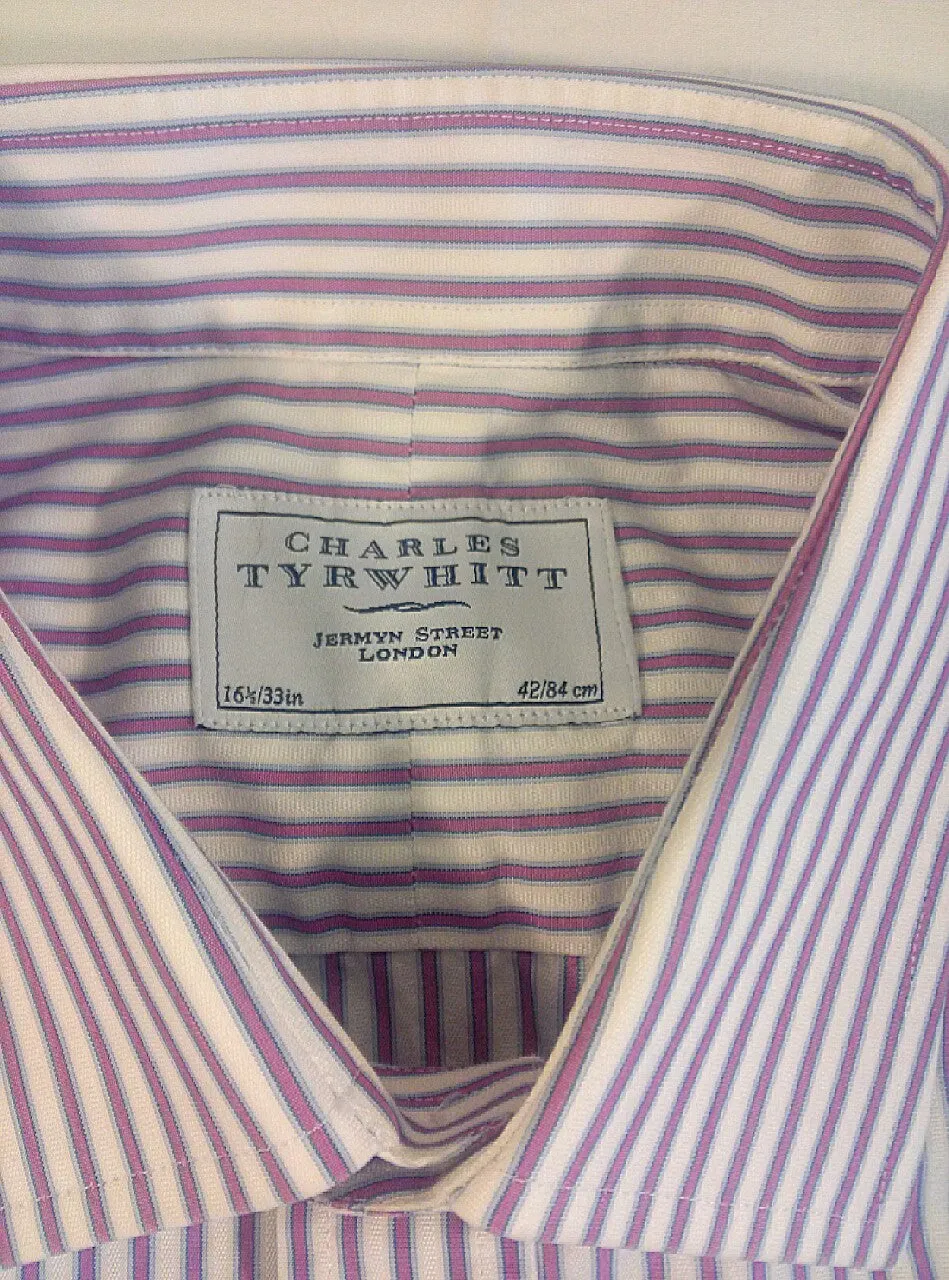 CHARLES
TYRWHITT
JERMYN STREET
LONDON
16½/33in 42/84 cm